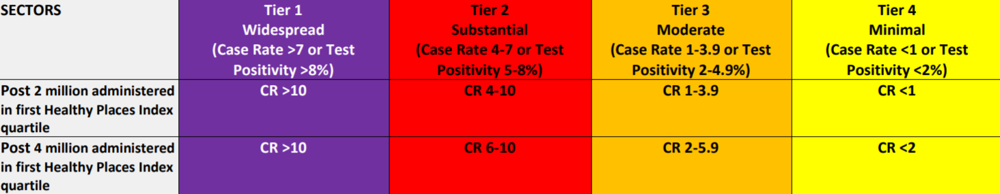 SECTORS
Tier 1
Widespread
(Case Rate >7 or Test
Positivity >8%)
Tier 2
Substantial
(Case Rate 4-7 or Test
Positivity 5-8%)
Tier 3
Moderate
(Case Rate 1-3.9 or Test
Positivity 2-4.9%)
Tier 4
Minimal
(Case Rate <1 or Test
Positivity <2%)
Post 2 million administered
in first Healthy Places Index
quartile
CR >10
CR 4-10
CR 1-3.9
CR <1
Post 4 million administered
in first Healthy Places Index
quartile
CR >10
CR 6-10
CR 2-5.9
CR <2